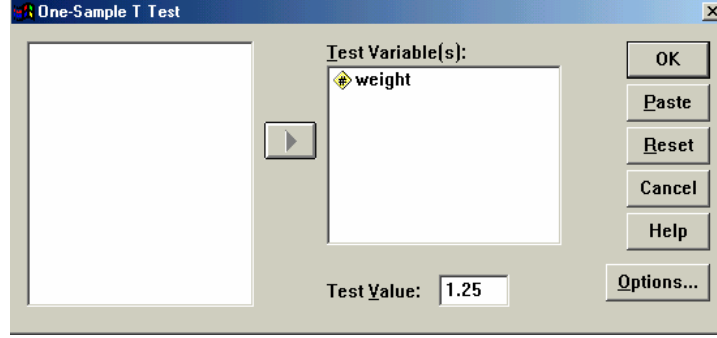 One-Sample T Test
Test Variable(s):
# weight
OK
Paste
Reset
Cancel
Help
Options...
Test Value: 1.25